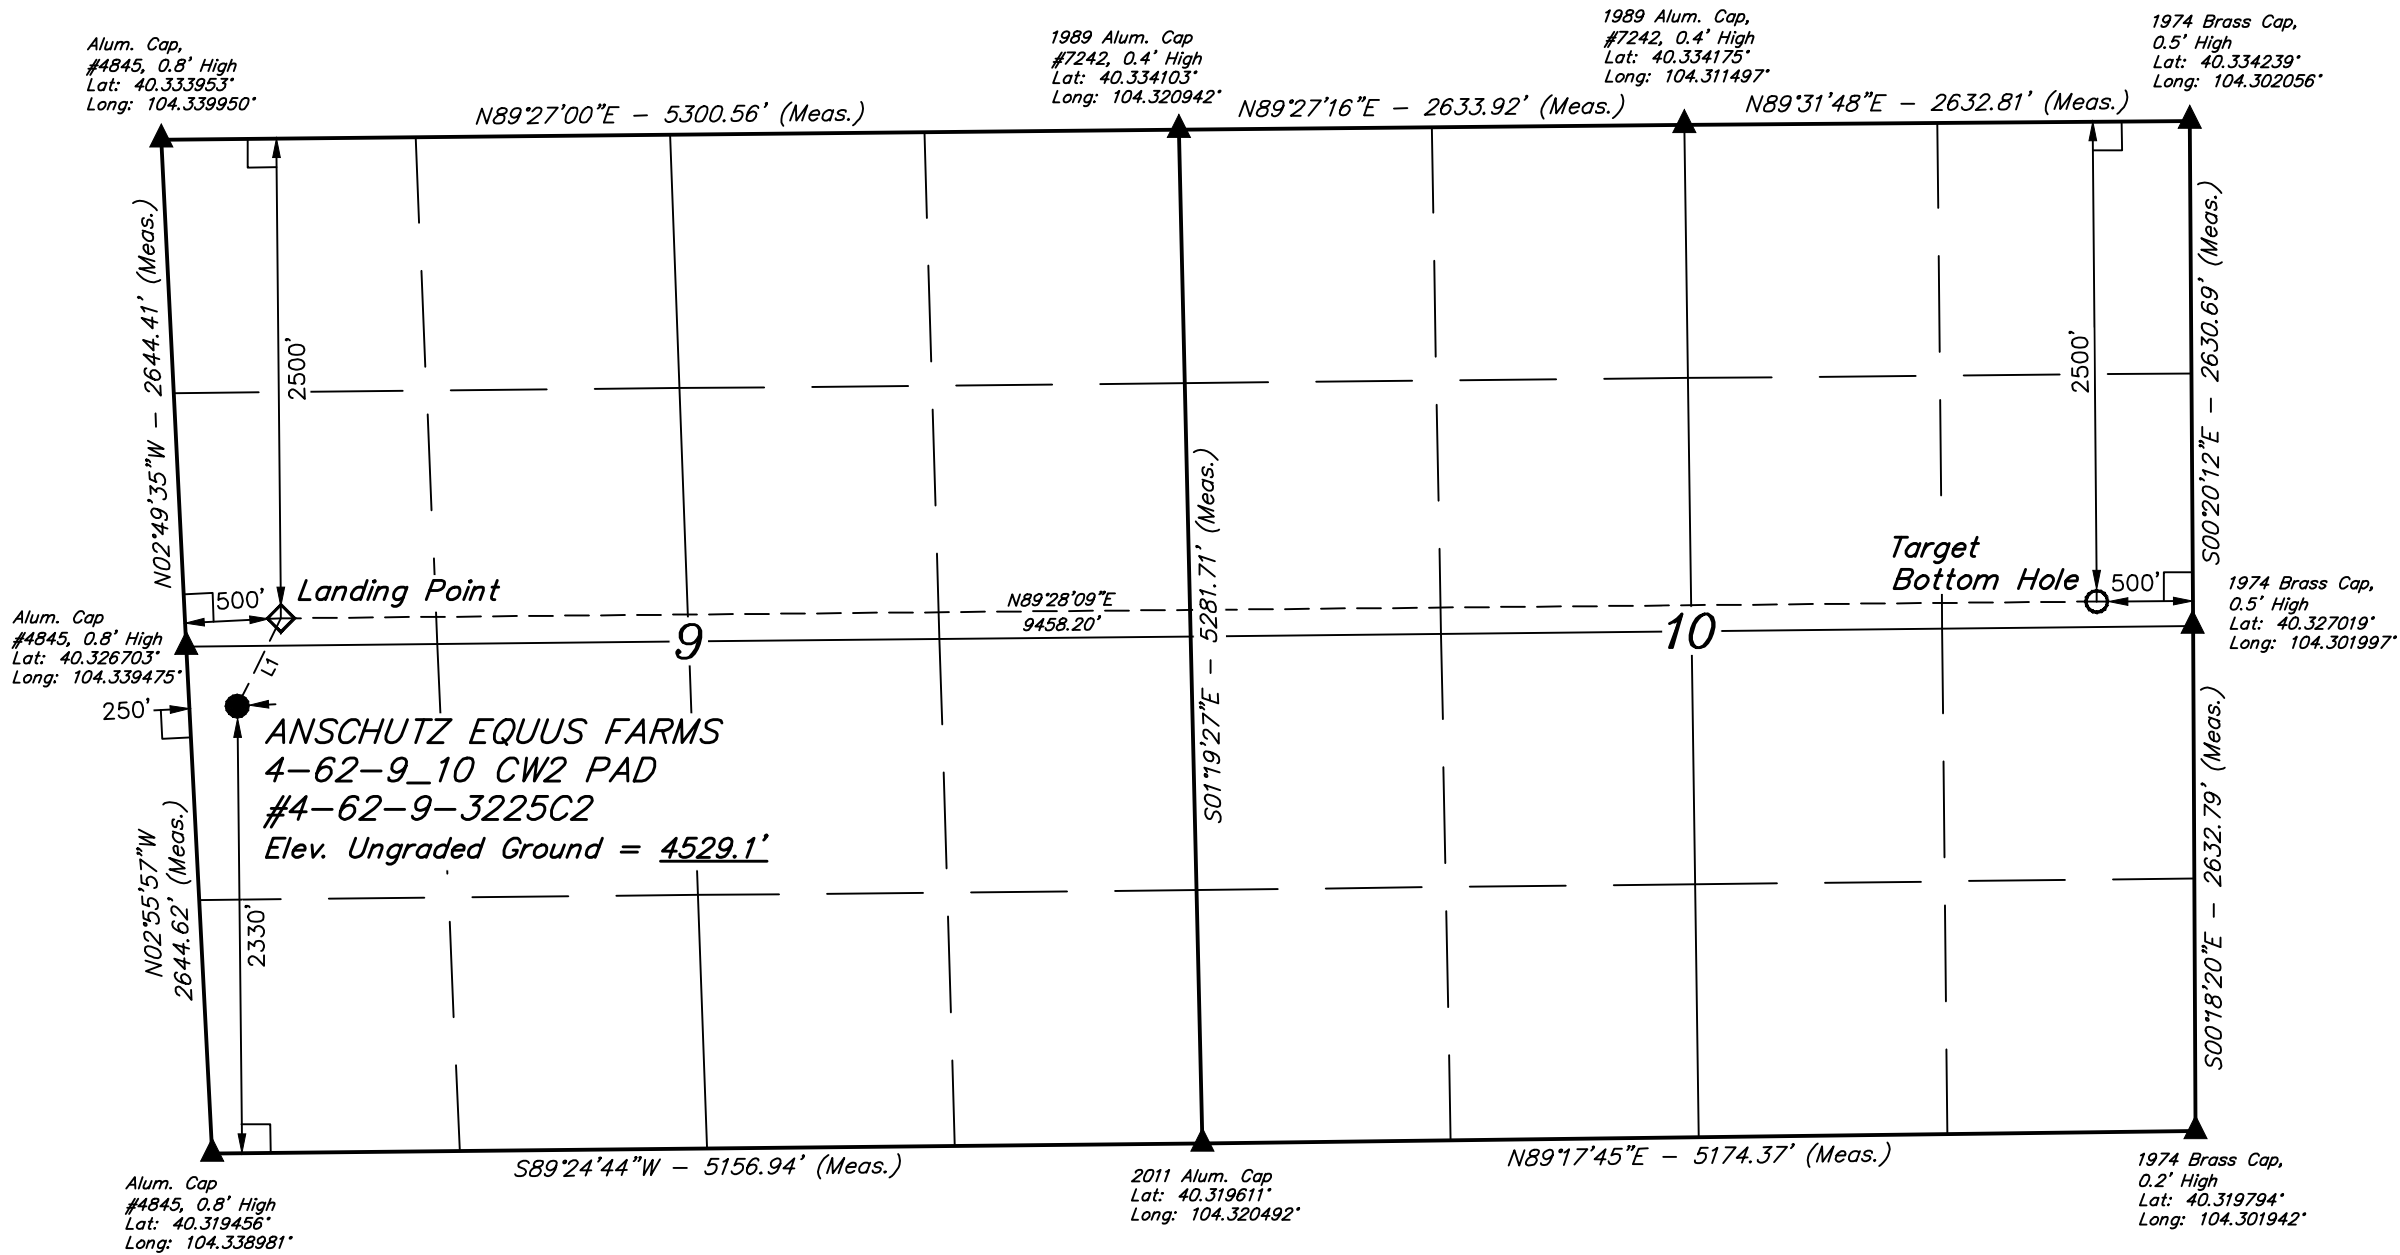 Alum. Cap,
#4845, 0.8' High
Lat: 40.333953°
Long: 104.339950°
1989 Alum. Cap
#7242, 0.4' High
Lat: 40.334103°
Long: 104.320942°
1989 Alum. Cap,
#7242, 0.4' High
Lat: 40.334175°
Long: 104.311497°
1974 Brass Cap,
0.5' High
Lat: 40.334239°
Long: 104.302056°
N89°27'00"E – 5300.56' (Meas.)
N89°27'16"E – 2633.92' (Meas.)
N89°31'48"E – 2632.81' (Meas.)
N02°49'35"W – 2644.41' (Meas.)
2500'
2500'
S00°20'12"E – 2630.69' (Meas.)
S01°19'27"E – 5281.71' (Meas.)
Landing Point
500'
N89°28'09"E
9458.20'
Target
Bottom Hole
500'
Alum. Cap
#4845, 0.8' High
Lat: 40.326703°
Long: 104.339475°
1974 Brass Cap,
0.5' High
Lat: 40.327019°
Long: 104.301997°
9
10
L1
250'
ANSCHUTZ EQUUS FARMS
4–62–9_10 CW2 PAD
#4–62–9–3225C2
Elev. Ungraded Ground = 4529.1'
N02°55'57"W
2644.62' (Meas.)
2330'
S00°18'20"E – 2632.79' (Meas.)
S89°24'44"W – 5156.94' (Meas.)
N89°17'45"E – 5174.37' (Meas.)
Alum. Cap
#4845, 0.8' High
Lat: 40.319456°
Long: 104.338981°
2011 Alum. Cap
Lat: 40.319611°
Long: 104.320492°
1974 Brass Cap,
0.2' High
Lat: 40.319794°
Long: 104.301942°